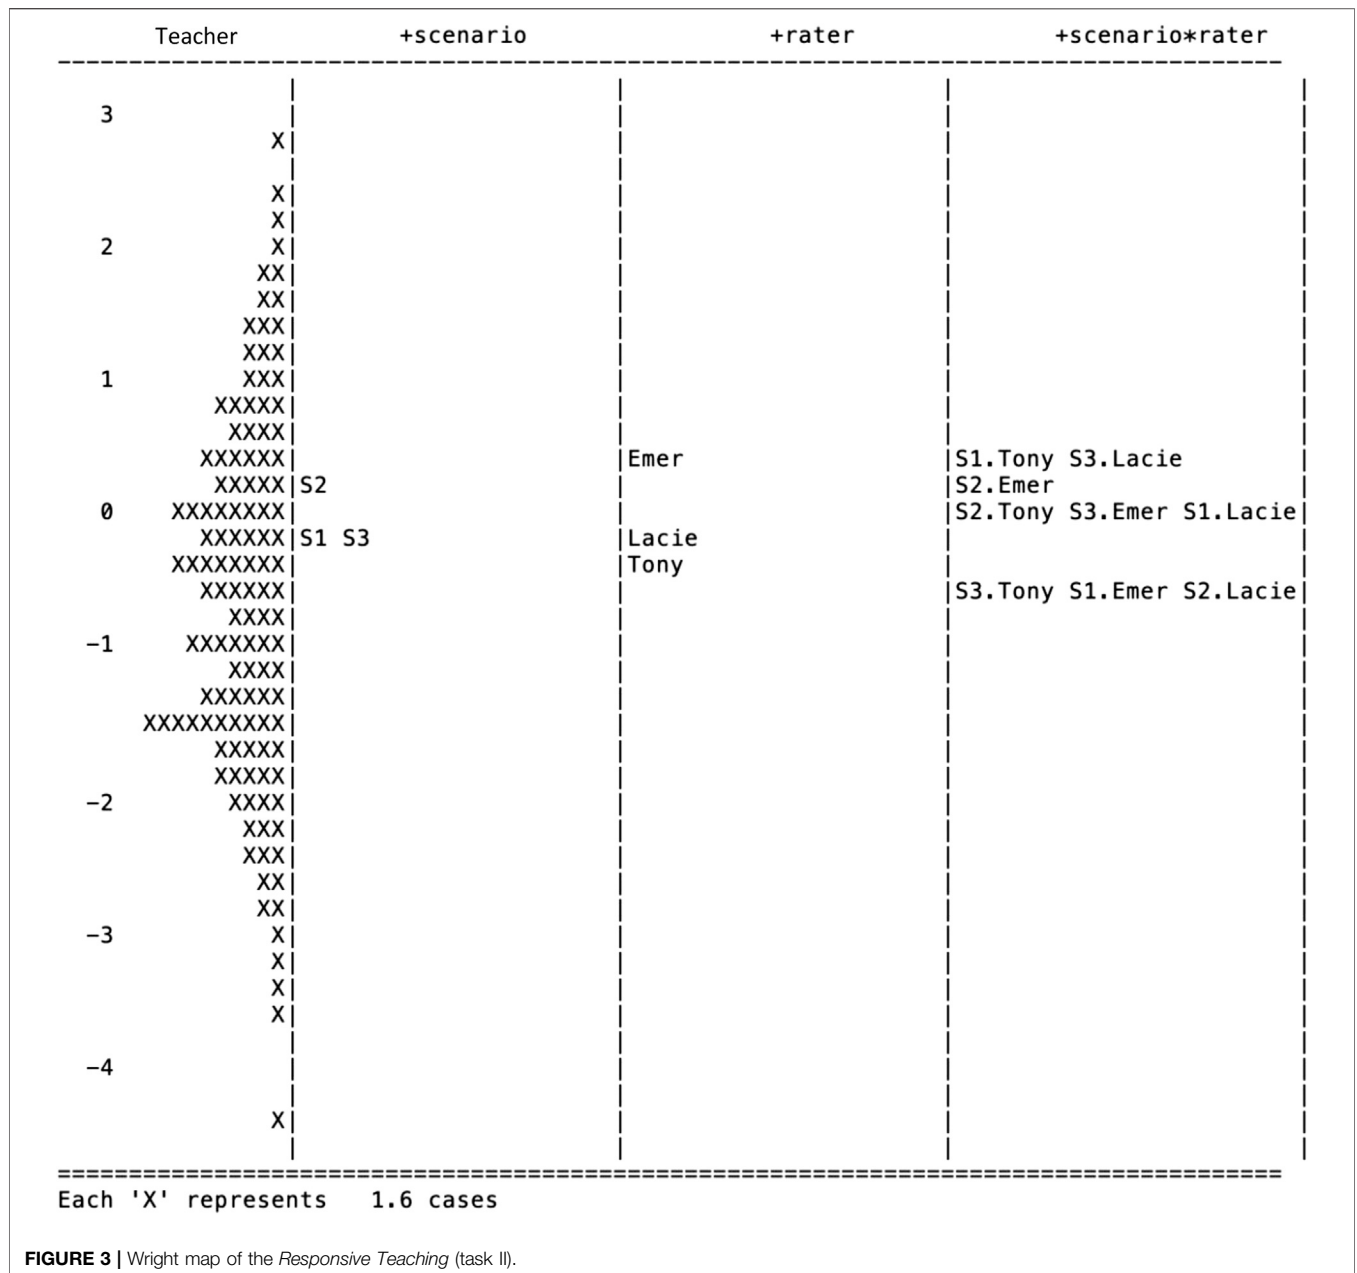 Teacher +scenario +rater +scenario*rater
3
X
X
X
2 X
XX
XX
XXX
XXX
1 XXX
XXXXX
XXXX
XXXXXX Emer S1.Tony S3.Lacie
XXXXX S2 S2.Emer
0 XXXXXXXX S2.Tony S3.Emer S1.Lacie
XXXXXX S1 S3 Lacie
XXXXXXXX Tony
XXXXXX S3.Tony S1.Emer S2.Lacie
XXXX
-1 XXXXXXX
XXXX
XXXXXX
XXXXXXXXXX
XXXXX
XXXXX
-2 XXXX
XXX
XXX
XX
XX
-3 X
X
X
X
-4
X
Each 'X' represents 1.6 cases
FIGURE 3 | Wright map of the Responsive Teaching (task II).